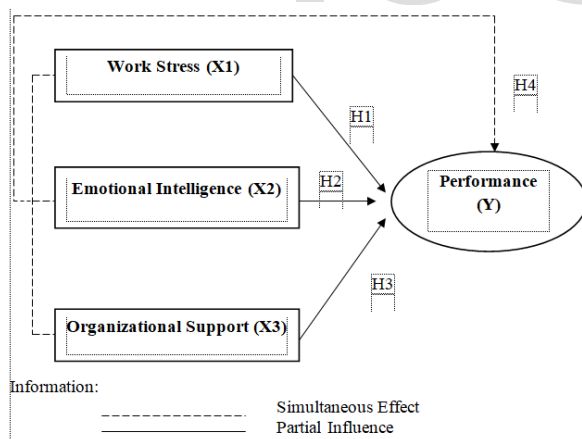 Work Stress (X1)
H4
H1
Emotional Intelligence (X2)
H2
Performance
(Y)
H3
Organizational Support (X3)
Information:
Simultaneous Effect
Partial Influence